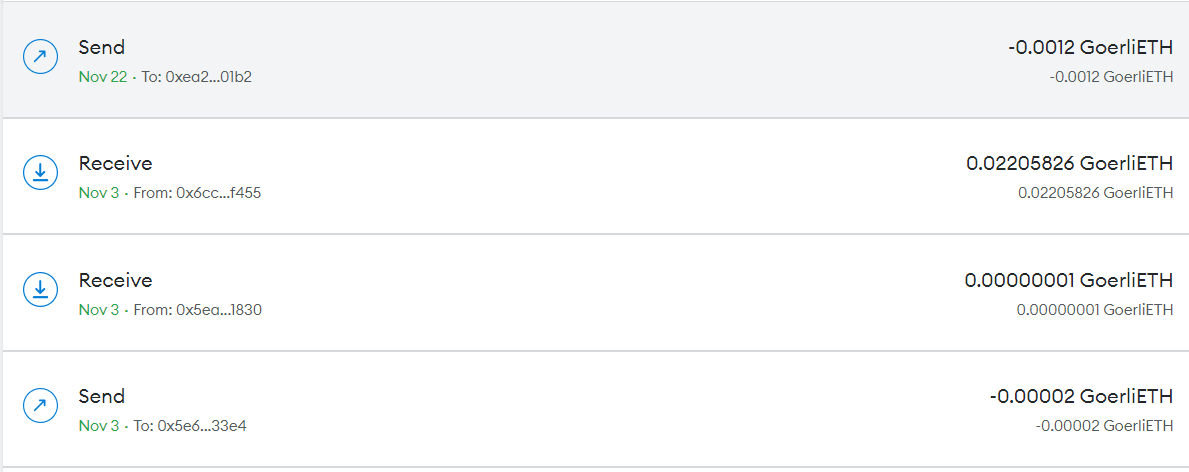 Send
-0.0012 GoerliETH
Nov 22 · To: 0xea2...01b2
-0.0012 GoerliETH
Receive
0.02205826 GoerliETH
Nov 3 · From: 0x6cc...f455
0.02205826 GoerliETH
Receive
0.00000001 GoerliETH
Nov 3 · From: 0x5ea...1830
0.00000001 GoerliETH
Send
-0.00002 GoerliETH
Nov 3 · To: 0x5e6...33e4
-0.00002 GoerliETH